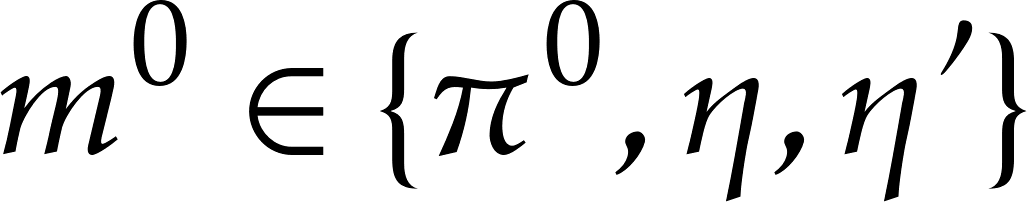 m⁰ ∈ {π⁰, η, η′}